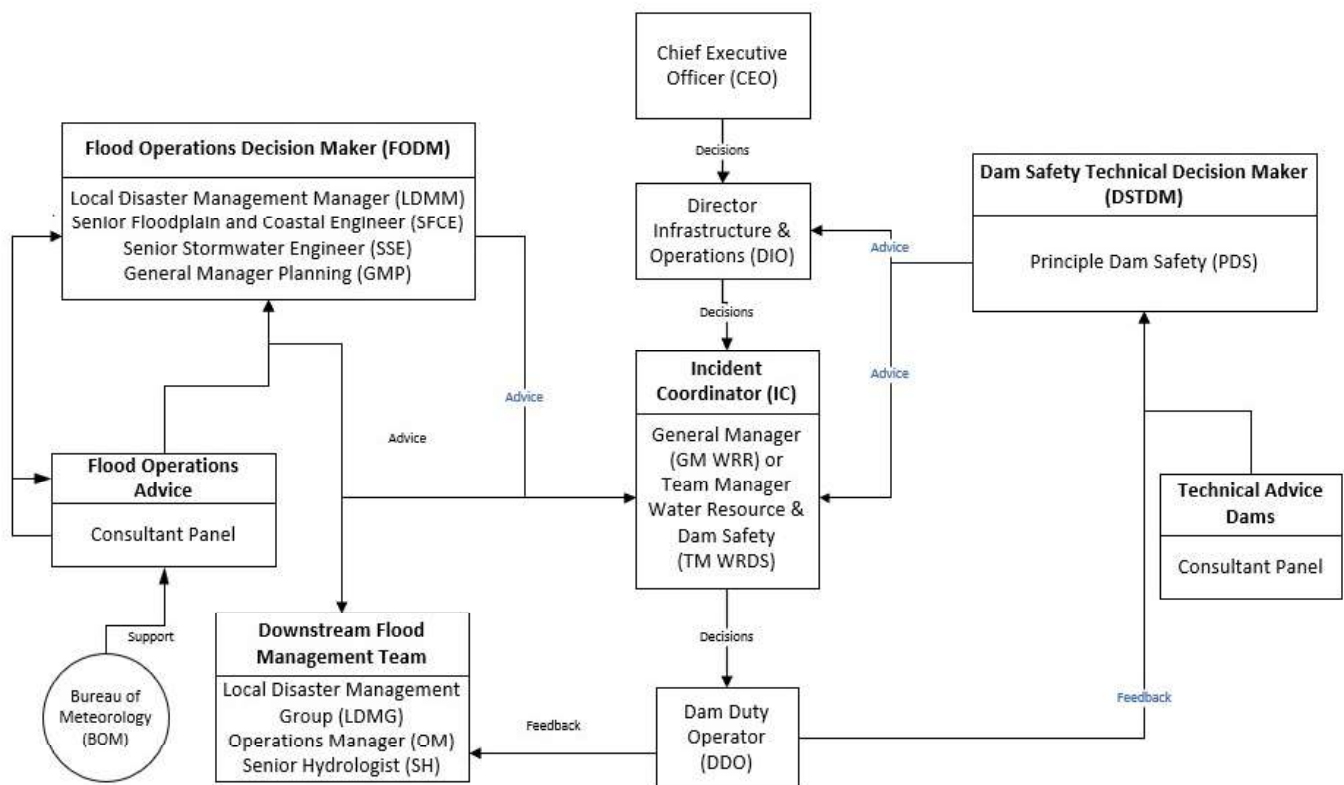 Chief Executive
Officer (CEO)
Decisions
Flood Operations Decision Maker (FODM)
Local Disaster Management Manager (LDMM)
Senior Floodplain and Coastal Engineer (SFCE)
Senior Stormwater Engineer (SSE)
General Manager Planning (GMP)
Director
Infrastructure &
Operations (DIO)
Dam Safety Technical Decision Maker
(DSTDM)
Principle Dam Safety (PDS)
Advice
Decisions
Incident
Coordinator (IC)
General Manager
(GM WRR) or
Team Manager
Water Resource &
Dam Safety
(TM WRDS)
Advice
Advice
Advice
Flood Operations
Advice
Consultant Panel
Technical Advice
Dams
Consultant Panel
Support
Bureau of
Meteorology
(BOM)
Downstream Flood
Management Team
Local Disaster Management
Group (LDMG)
Operations Manager (OM)
Senior Hydrologist (SH)
Decisions
Feedback
Dam Duty
Operator
(DDO)
Feedback